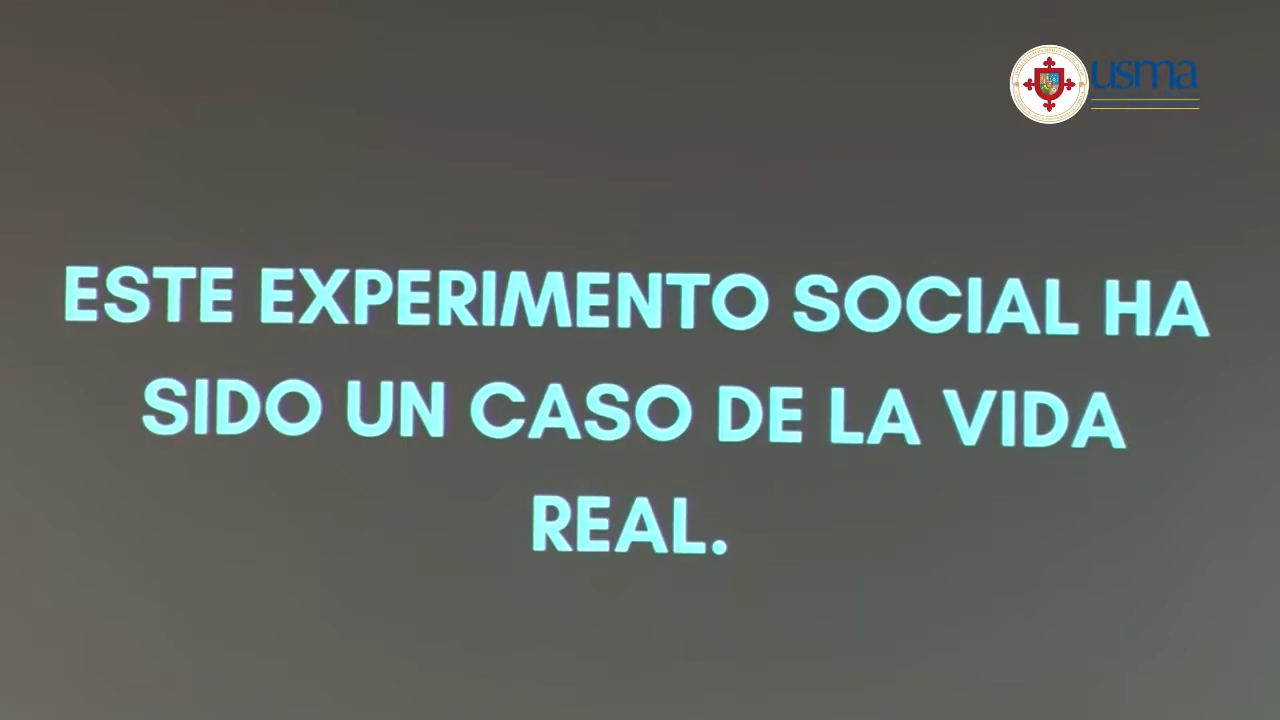 usma
ESTE EXPERIMENTO SOCIAL HA
SIDO UN CASO DE LA VIDA
REAL.